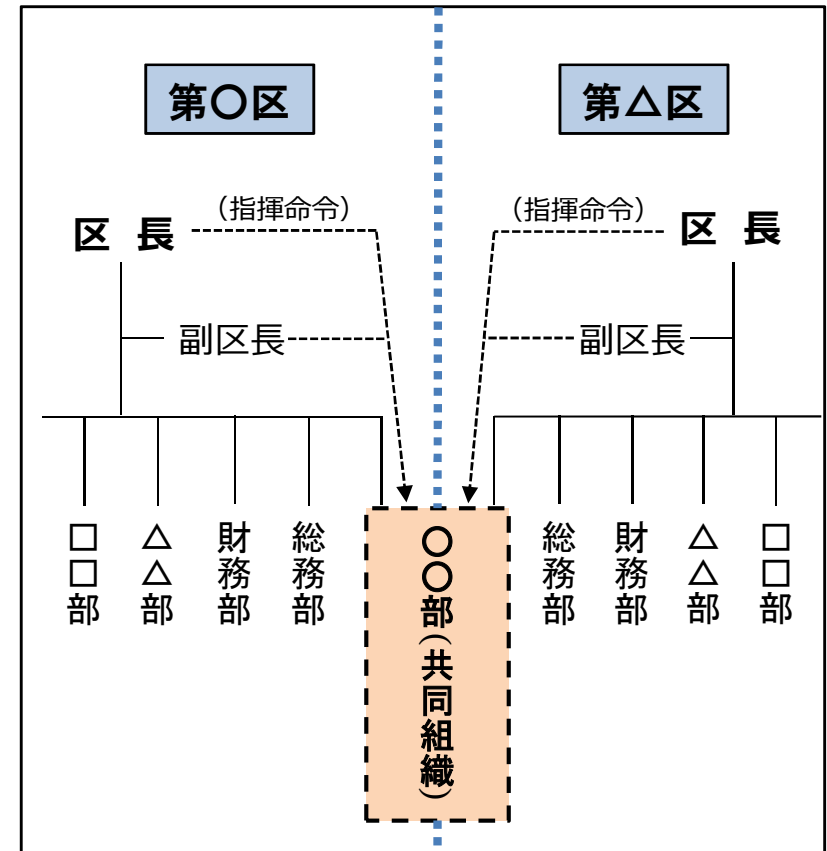 第〇区
第△区
(指揮命令)
(指揮命令)
区 長
区 長
副区長
副区長
□□部
△△部
財務部
総務部
〇〇部(共同組織)
総務部
財務部
△△部
□□部